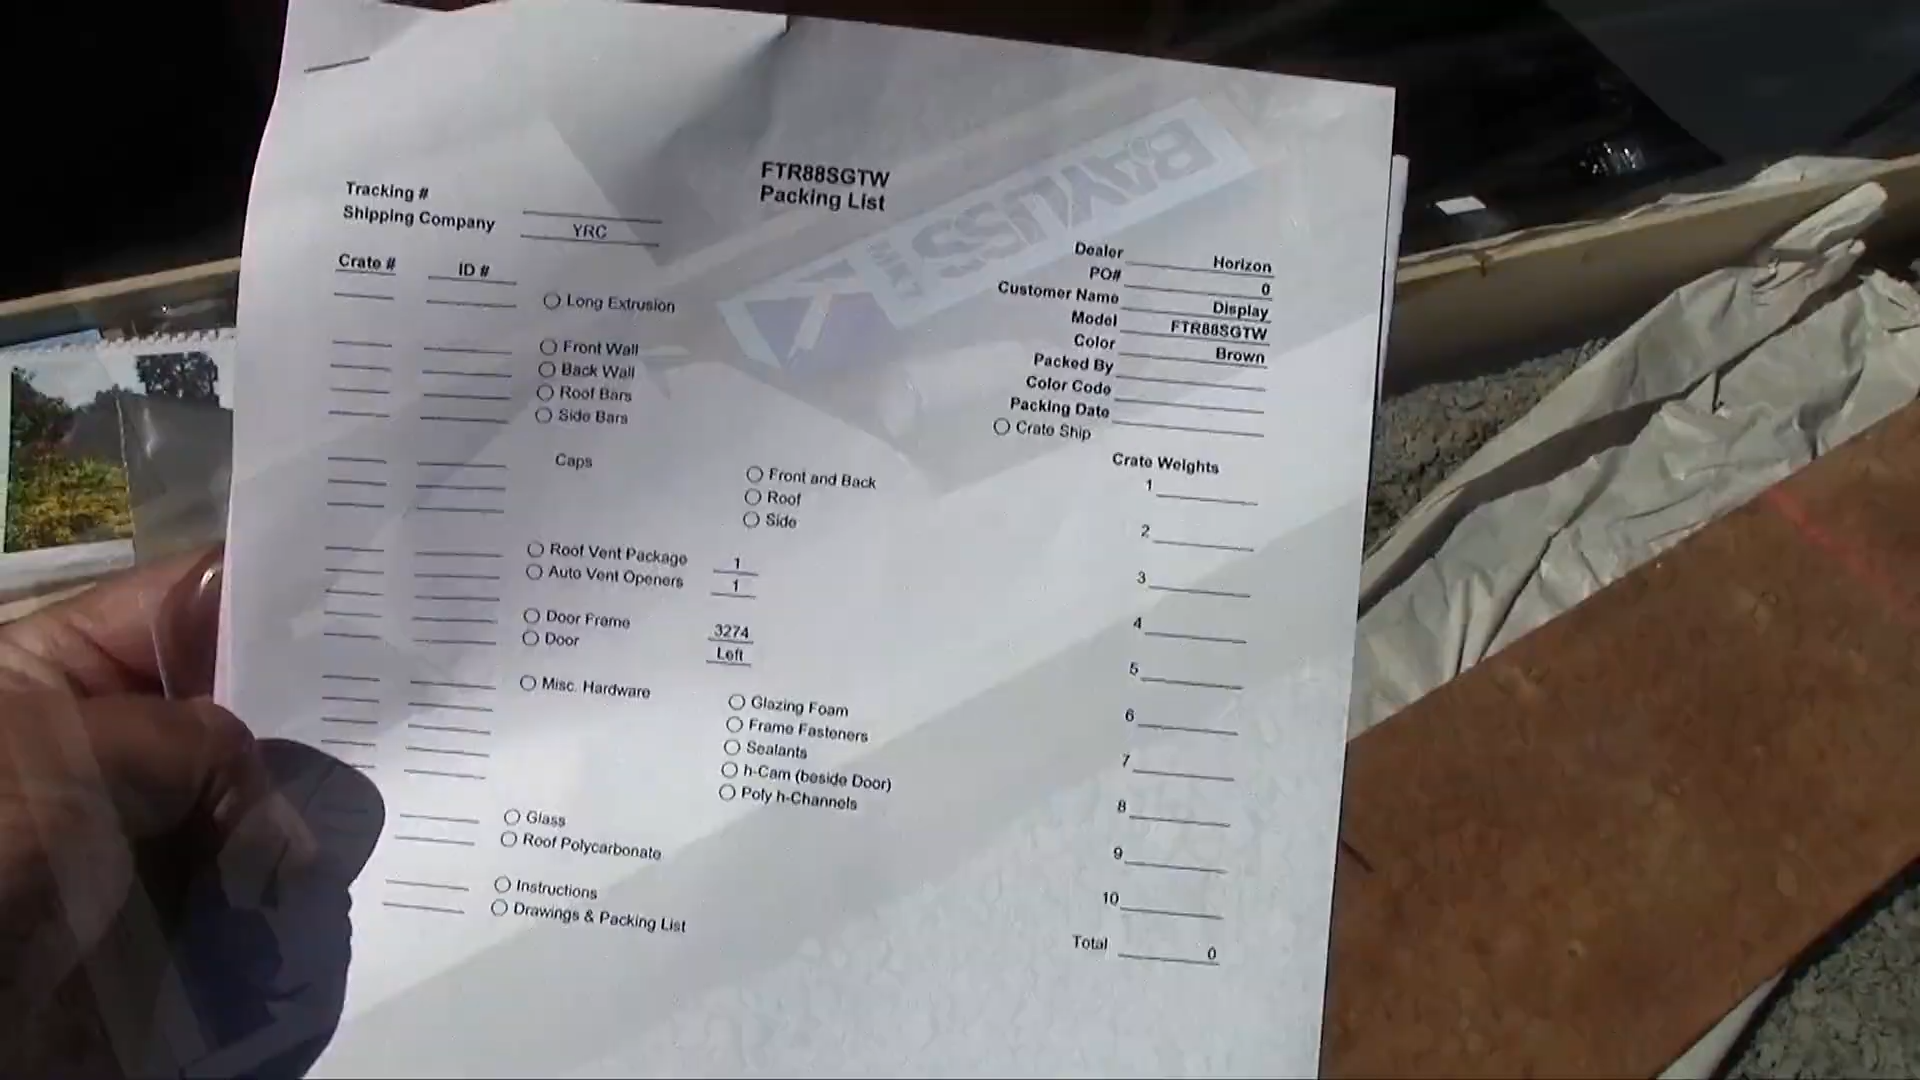 FTR88SGTW
Packing List
Tracking #
Shipping Company YRC
Crate # ID #
Dealer Horizon
PO# 0
Customer Name Display
Model FTR88SGTW
Color Brown
Packed By
Color Code
Packing Date
Crate Ship
Long Extrusion
Front Wall
Back Wall
Roof Bars
Side Bars
Caps
Front and Back
Roof
Side
Roof Vent Package 1
Auto Vent Openers 1
Door Frame 3274
Door Left
Misc. Hardware
Glazing Foam
Frame Fasteners
Sealants
h-Cam (beside Door)
Poly h-Channels
Glass
Roof Polycarbonate
Instructions
Drawings & Packing List
Crate Weights
1
2
3
4
5
6
7
8
9
10
Total 0